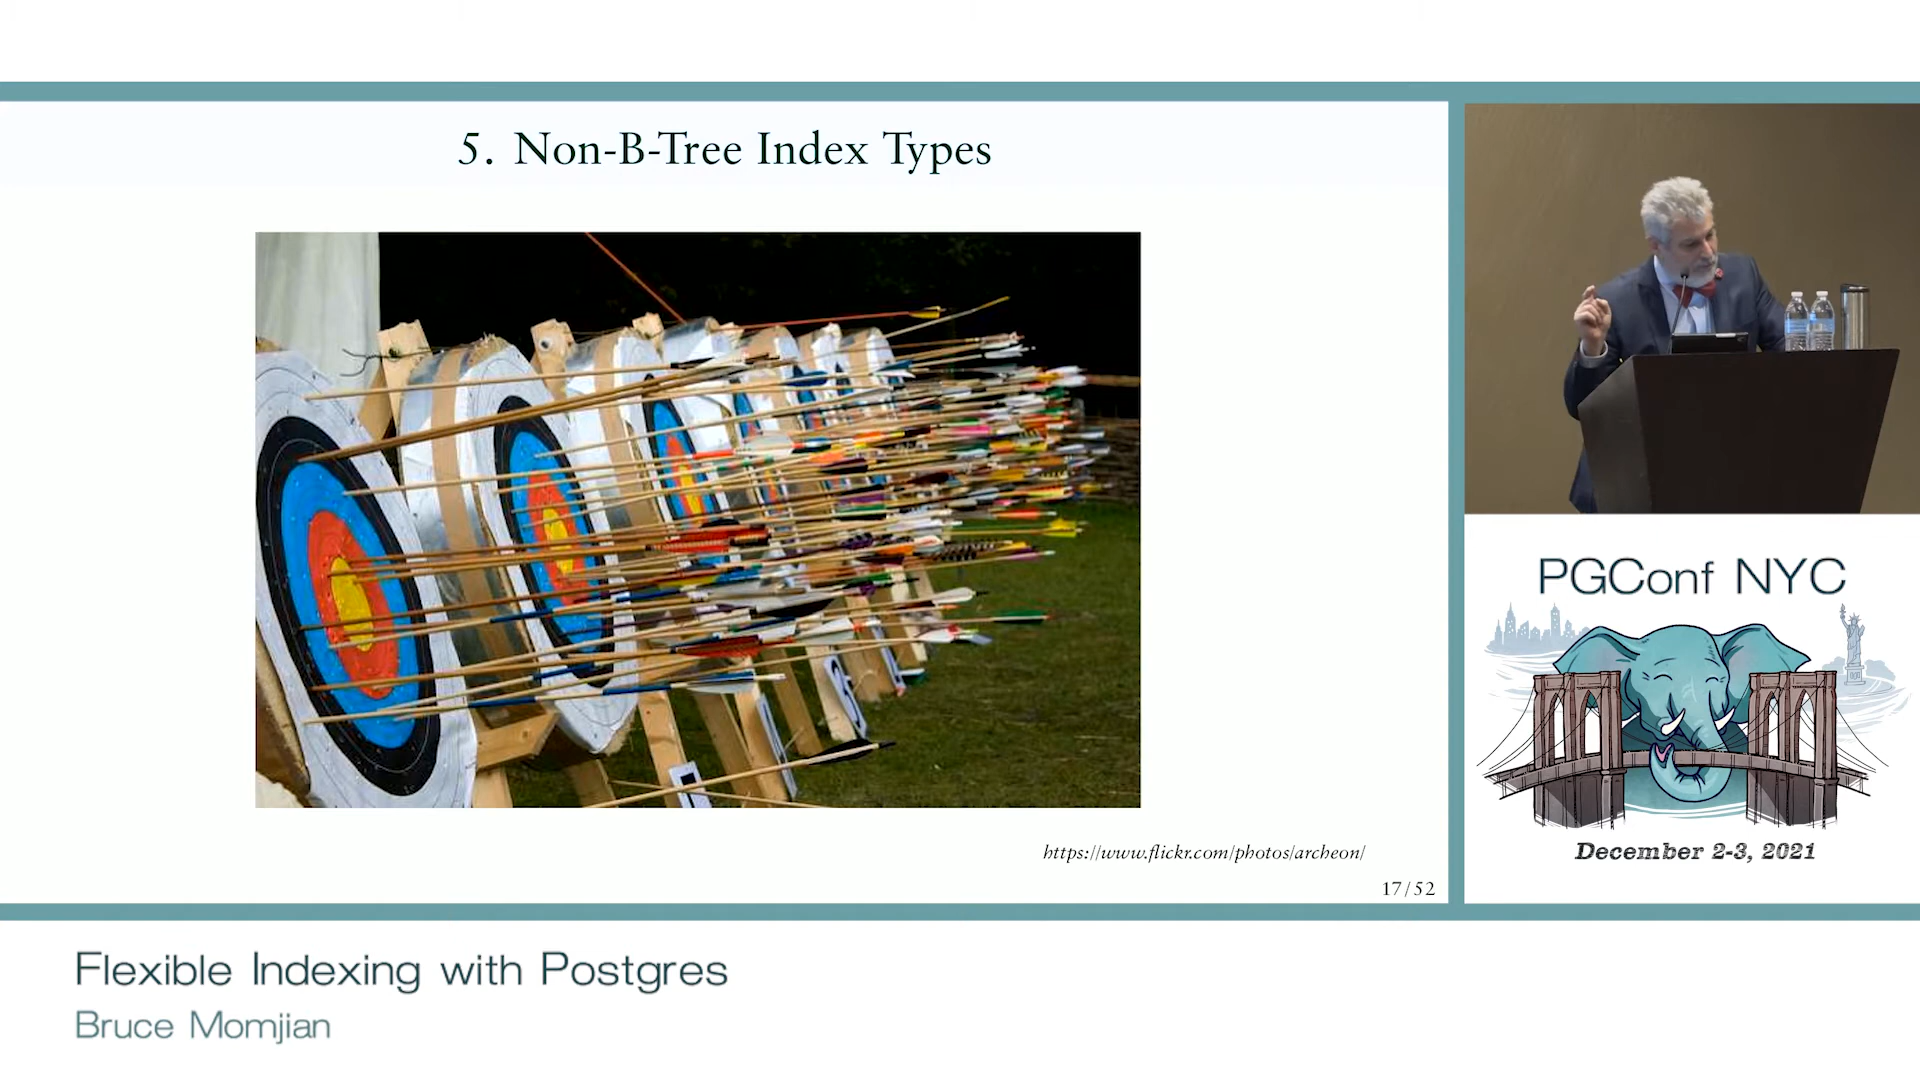 5. Non-B-Tree Index Types
https://www.flickr.com/photos/archeon/
17/52
PGConf NYC
December 2-3, 2021
Flexible Indexing with Postgres
Bruce Momjian